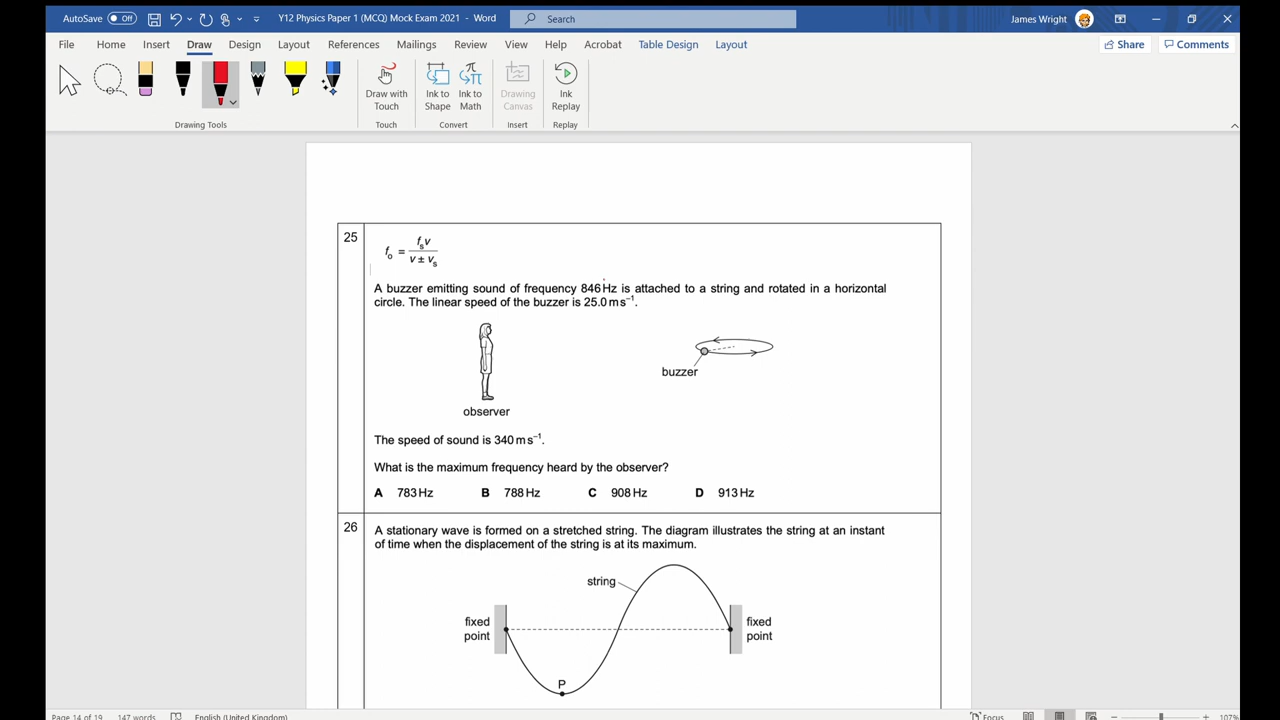 AutoSave Off Y12 Physics Paper 1 (MCQ) Mock Exam 2021 - Word Search James Wright
File Home Insert Draw Design Layout References Mailings Review View Help Acrobat Table Design Layout Share Comments
Draw with Touch
Ink to Shape
Ink to Math
Drawing Canvas
Ink Replay
Drawing Tools Touch Convert Insert Replay
25
fₒ = fₛv / (v ± vₛ)
A buzzer emitting sound of frequency 846 Hz is attached to a string and rotated in a horizontal
circle. The linear speed of the buzzer is 25.0 m s⁻¹.
buzzer
observer
The speed of sound is 340 m s⁻¹.
What is the maximum frequency heard by the observer?
A 783 Hz B 788 Hz C 908 Hz D 913 Hz
26
A stationary wave is formed on a stretched string. The diagram illustrates the string at an instant
of time when the displacement of the string is at its maximum.
string
fixed point
fixed point
P
Page 14 of 19 147 words English (United Kingdom) Focus 107%